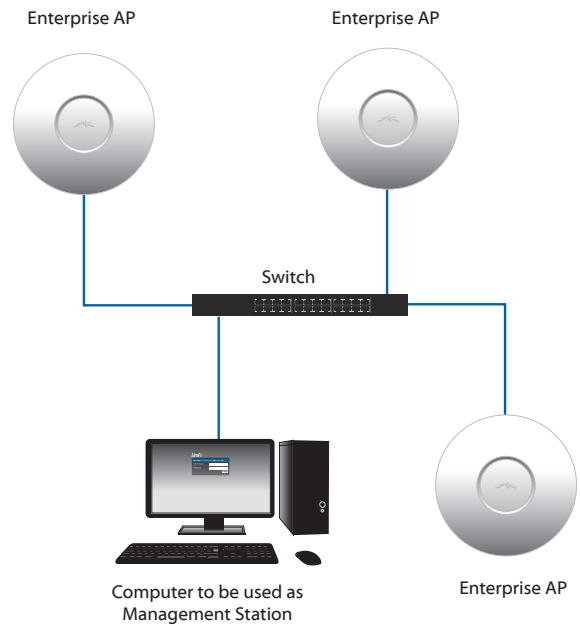 Enterprise AP
Enterprise AP
Switch
Computer to be used as
Management Station
Enterprise AP